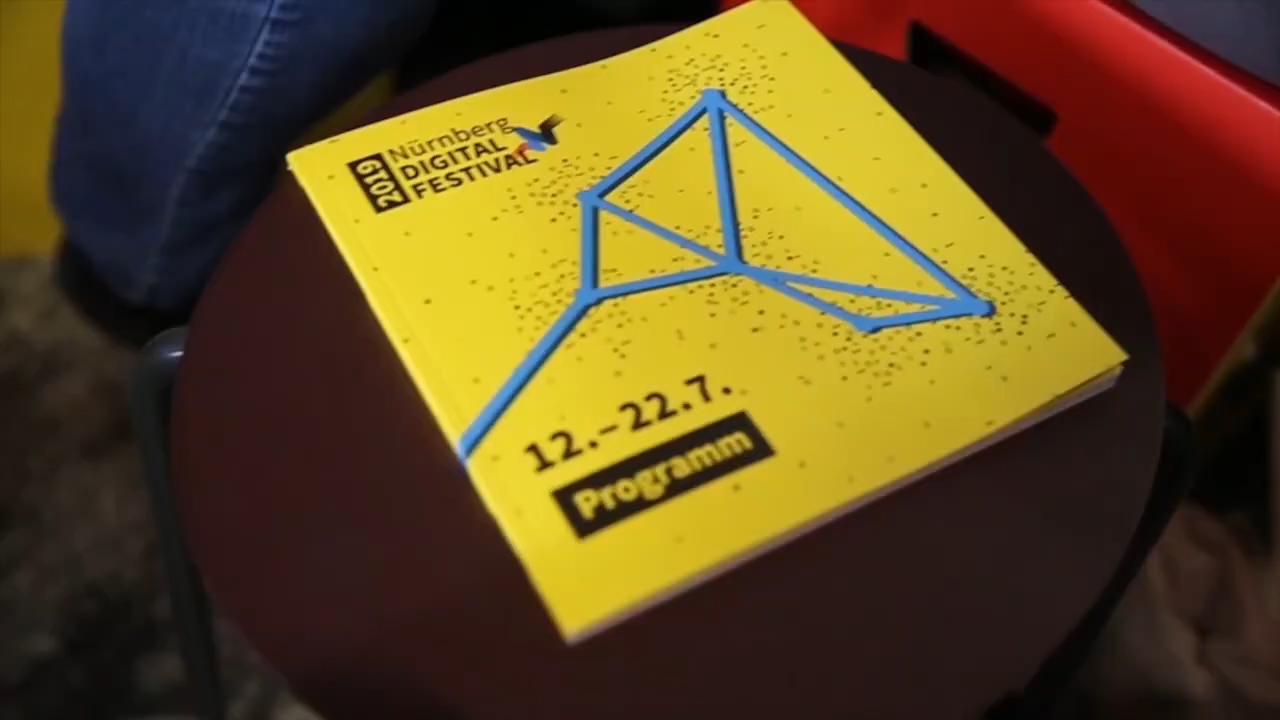 2019
Nürnberg
DIGITAL
FESTIVAL
12.–22.7.
Programm